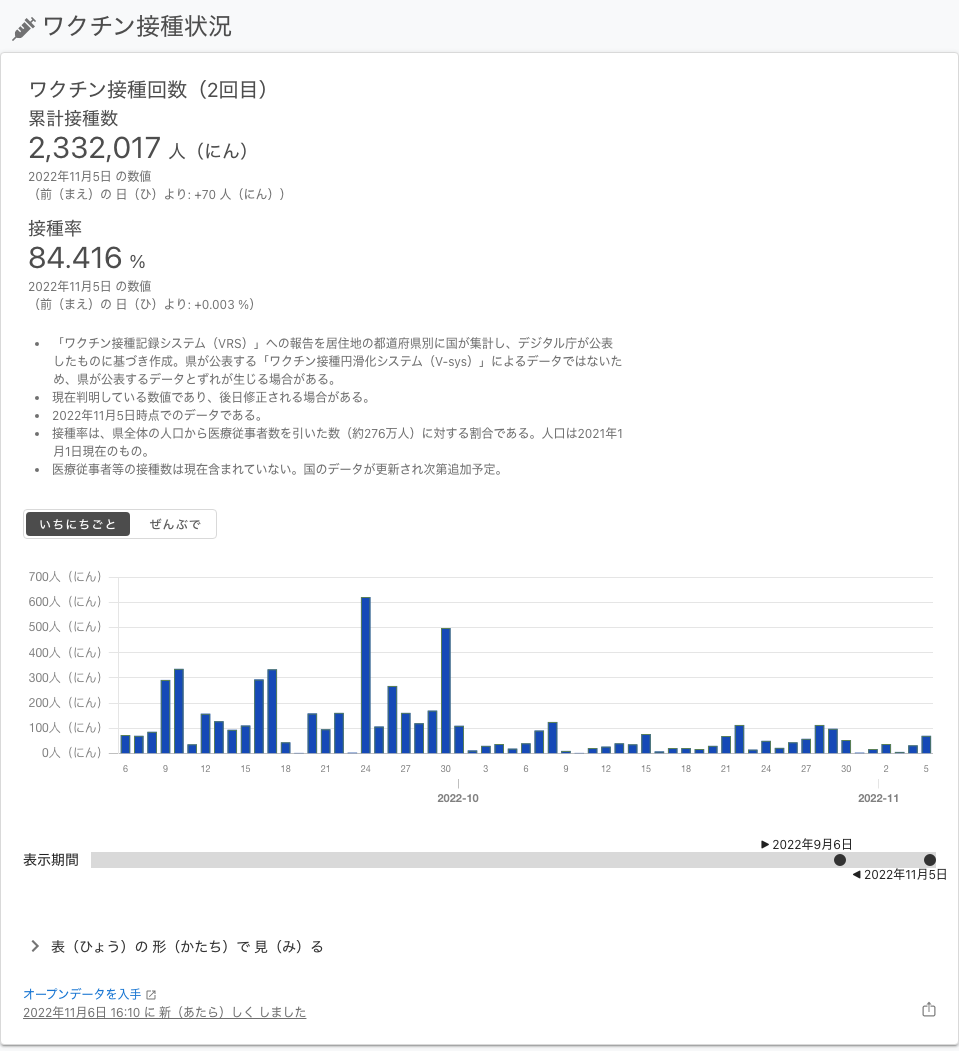 ワクチン接種状況
ワクチン接種回数（2回目）
累計接種数
2,332,017 人（にん）
2022年11月5日 の数値
（前（まえ）の 日（ひ）より: +70 人（にん））
接種率
84.416 %
2022年11月5日 の数値
（前（まえ）の 日（ひ）より: +0.003 %）
• 「ワクチン接種記録システム（VRS）」への報告を居住地の都道府県別に国が集計し、デジタル庁が公表
したものに基づき作成。県が公表する「ワクチン接種円滑化システム（V-sys）」によるデータではないた
め、県が公表するデータとずれが生じる場合がある。
• 現在判明している数値であり、後日修正される場合がある。
• 2022年11月5日時点でのデータである。
• 接種率は、県全体の人口から医療従事者数を引いた数（約276万人）に対する割合である。人口は2021年1
月1日現在のもの。
• 医療従事者等の接種数は現在含まれていない。国のデータが更新され次第追加予定。
いちにちごと ぜんぶで
700人（にん）
600人（にん）
500人（にん）
400人（にん）
300人（にん）
200人（にん）
100人（にん）
0人（にん）
6 9 12 15 18 21 24 27 30 3 6 9 12 15 18 21 24 27 30 2 5
2022-10 2022-11
▶ 2022年9月6日
表示期間
◀ 2022年11月5日
表（ひょう）の 形（かたち）で 見（み）る
オープンデータを入手
2022年11月6日 16:10 に 新（あたら）しく しました